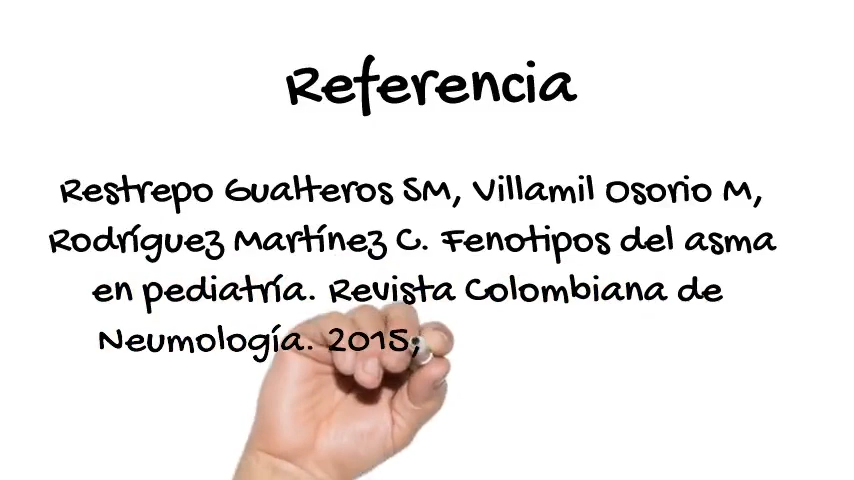 Referencia
Restrepo Gualteros SM, Villamil Osorio M,
Rodríguez Martínez C. Fenotipos del asma
en pediatría. Revista Colombiana de
Neumología. 2015;